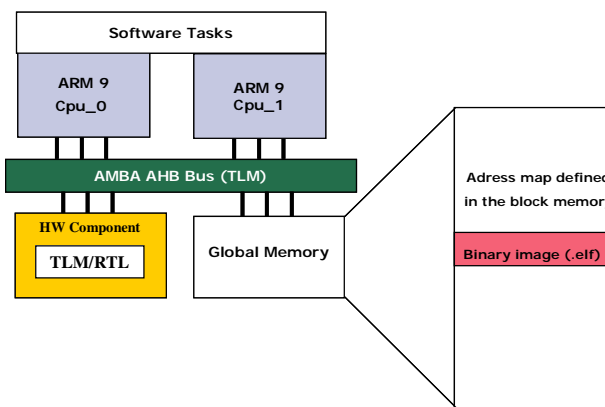 Software Tasks
ARM 9
Cpu_0
ARM 9
Cpu_1
AMBA AHB Bus (TLM)
HW Component
TLM/RTL
Global Memory
Adress map defined
in the block memor
Binary image (.elf)